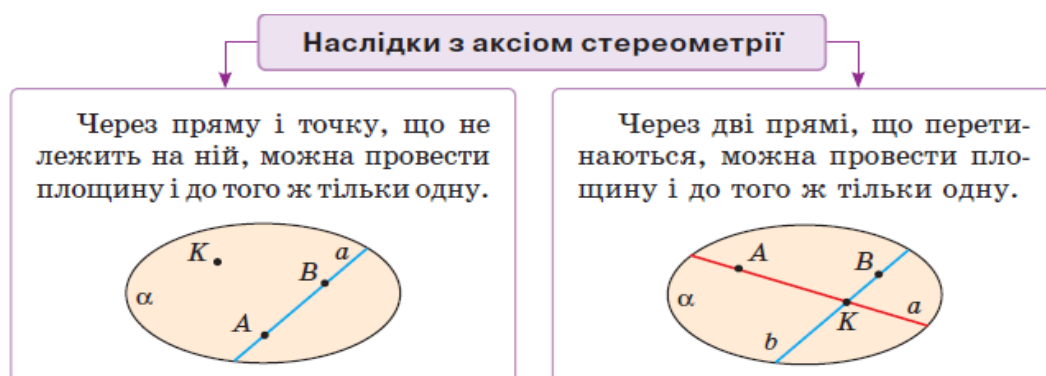 Наслідки з аксіом стереометрії
Через пряму і точку, що не
лежить на ній, можна провести
площину і до того ж тільки одну.
K
a
B
α
A
Через дві прямі, що перети-
наються, можна провести пло-
щину і до того ж тільки одну.
A
B
α
K
a
b